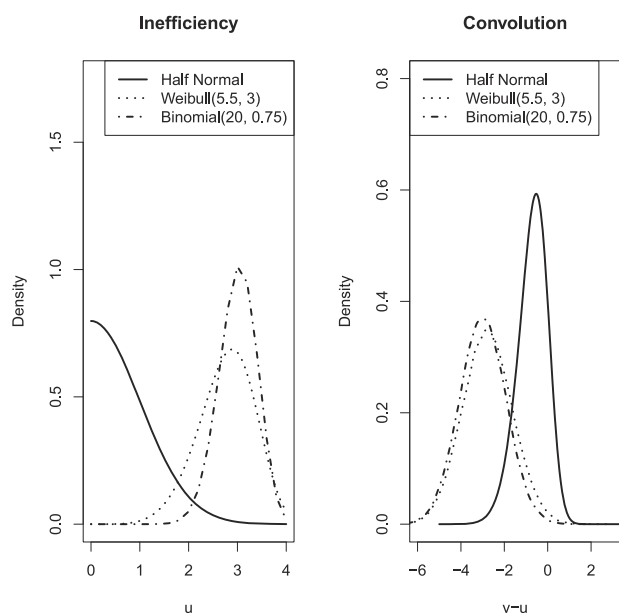 Inefficiency
Half Normal
Weibull(5.5, 3)
Binomial(20, 0.75)
Density
0.0
0.5
1.0
1.5
0
1
2
3
4
u
Convolution
Half Normal
Weibull(5.5, 3)
Binomial(20, 0.75)
Density
0.0
0.2
0.4
0.6
0.8
−6
−4
−2
0
2
v−u